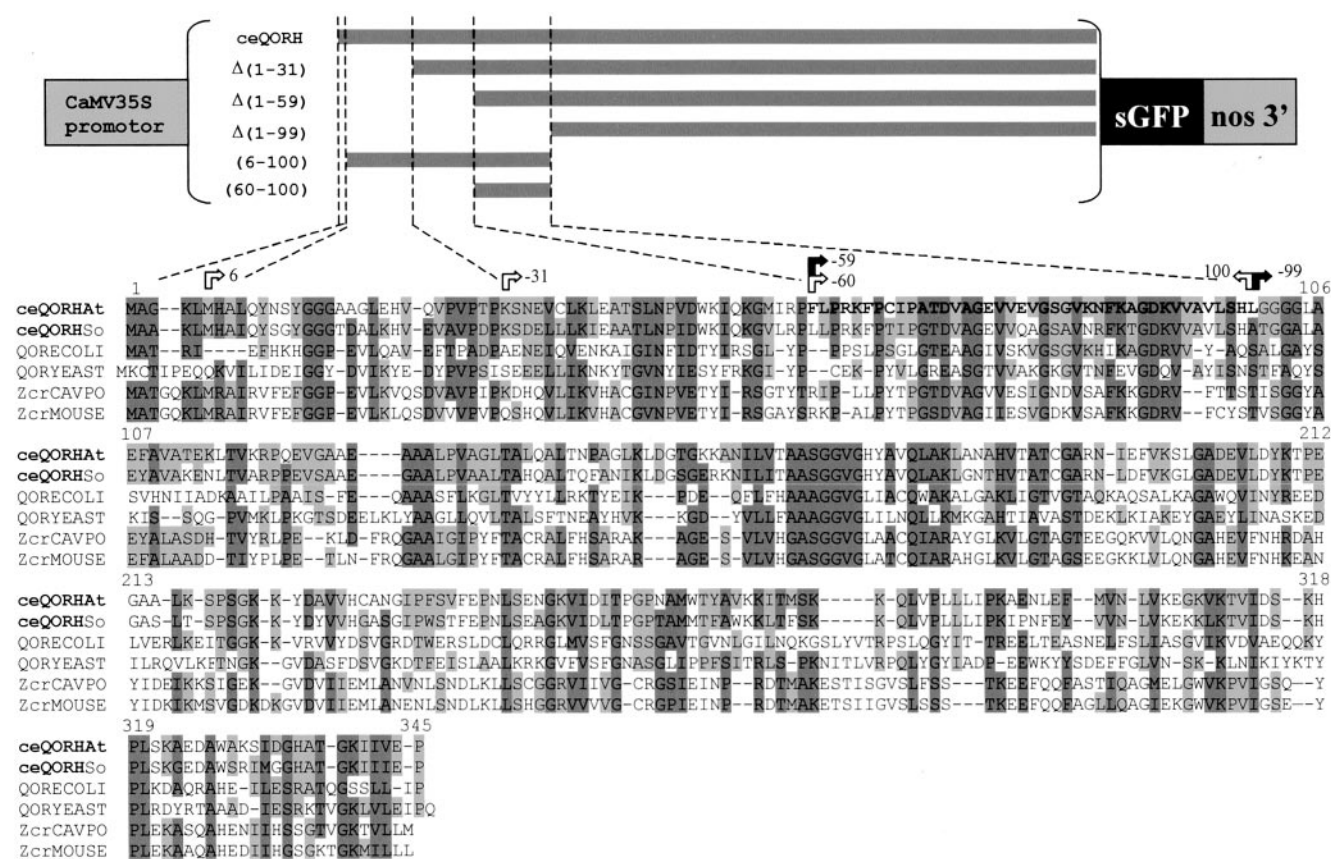 ceQORH
Δ(1-31)
Δ(1-59)
Δ(1-99)
(6-100)
(60-100)
CaMV35S
promotor
sGFP
nos 3'
1
6
-31
-59
-60
100
-99
106
ceQORHAt MAG--KLMHALQYNSYGGGAAGLEHV-QVPVPTPKSNEVCLKLEATSLNPVDWKIQKGMIRPFLPRKFPCIPATDVAGEVVEVGSGVKNFKAGDKVVAVLSHLGGGGLA
ceQORHSo MAA--KLMHALQYSGYGGGTDALKHV-EVAVPDPKSDELLLKIEAATLNPIDWKIQKGVLRPLLPRKFPTIPGTDVAGEVVQAGSAVNRFKTGDKVVAVLSHATGGALA
QORECOLI MAT--RI----EFHKHGGP-EVLQAV-EFTPADPAENEIQVENKAIGINFIDTYIRSGLY-PP--PSLPSGLGTEAAGIVSKVGSGVKHIKAGDRVV-Y-AQSALGAYS
QORYEAST MKCTIPEQQKVILIDEIGGY-DVIKYE-DYPVPSISEEELLIKNKYTGVNYIESYFRKGI-YP--CEK-PYVLGREASGTVVAKGKGVTNFEVGDQV-AYISNSTFAQYS
ZcrCAVPO MATGQKLMRAIRVFEFGGP-EVLKVQSDVAVPIPKDHQVLIKVHACGINPVETYI-RSGTYTRIP-LLPYTPGTDVAGVVESIGNDVSAFKKGDRV--FTTSTISGGYA
ZcrMOUSE MATGQKLMRAIRVFEFGGP-EVLKLQSDVVVPVPQSHQVLIKVHACGVNPVETYI-RSGAYSRKP-ALPYTPGSDVAGIIESVGDKVSAFKKGDRV--FCYSTVSGGYA
107
212
ceQORHAt EFAVATEKLTVKRPQEVGAAE----AAALPVAGLTALQALTNPAGLKLDGTGKKANILVTAASGGVGHYAVQLAKLANAHVTATCGARN-IEFVKSLGADEVLDYKTPE
ceQORHSo EYAVAKENLTVARPPEVSAAE----GAALPVAALTAHQALTQFANIKLDGSGERKNILITAASGGVGHYAVQLAKLGNTHVTATCGARN-LDFVKGLGADEVLDYKTPE
QORECOLI SVHNIIADKAAILPAAIS-FE---QAAASFLKGLTVYYLLRKTYEIK---PDE--QFLFHAAAGGVGLIACQWAKALGAKLIGTVGTAQKAQSALKAGAWQVINYREED
QORYEAST KIS--SQG-PVMKLPKGTSDEELKLYAAGLLQVLTALSFTNEAYHVK---KGD--YVLLFAAAGGVGLILNQLLKMKGAHTIAVASTDEKLKIAKEYGAEYLINASKED
ZcrCAVPO EYALASDH-TVYRLPE--KLD-FRQGAAIGIPYFTACRALFHSARAK---AGE-S-VLVHGASGGVGLAACQIARAYGLKVLGTAGTEEGQKVVLQNGAHEVFNHRDAH
ZcrMOUSE EFALAADD-TIYPLPE--TLN-FRQGAALGIPYFTACRALFHSARAR---AGE-S-VLVHGASGGVGLATCQIARAHGLKVLGTAGSEEGKKLVLQNGAHEVFNHKEAN
213
318
ceQORHAt GAA-LK-SPSGK-K-YDAVVHCANGIPFSVFEPNLSENGKVIDITPGPNAMWTYAVKKITMSK-----K-QLVPLLLIPKAENLEF--MVN-LVKEGKVKTVIDS--KH
ceQORHSo GAS-LT-SPSGK-K-YDYVVHGASGIPWSTFEPNLSEAGKVIDLTPGPTAMMTFAWKKLTFSK-----K-QLVPLLLIPKIPNFEY--VVN-LVKEKKLKTVIDS--KH
QORECOLI LVERLKEITGGK-VRVVYDSVGRDTWERSLDCLQRRGLMVSFGNSSGAVTGVNLGILNQKGSLYVTRPSLQGYIT-TREELTEASNELFSLIASGVIKVDVAEQQKY
QORYEAST ILRQVLKFTNGK--GVDASFDSVGKDTFEISLAALKRKGVFVSFGNASGLIPPFSITRLS-PKNITLVRPQLYGYIADP-EEWKYYSDEFFGLVN-SK-KLNIKIYKTY
ZcrCAVPO YIDEIKKSIGEK--GVDVIIEMLANVNLSNDLKLLSCGGRVIIVG-CRGSIEINP--RDTMAKESTISGVSLFSS---TKEEFQQFASTIQAGMELGWVKPVIGSQ--Y
ZcrMOUSE YIDKIKMSVGDKDKGVDVIIEMLANENLSNDLKLLSHGGRVVVVG-CRGPIEINP--RDTMAKETSIIGVSLSSS---TKEEFQQFAGLLQAGIEKGWVKPVIGSE--Y
319
345
ceQORHAt PLSKAEDAWAKSIDGHAT-GKIIVE-P
ceQORHSo PLSKGEDAWSRIMGGHAT-GKIIIE-P
QORECOLI PLKDAQRAHE-ILESRATQGSSLL-IP
QORYEAST PLRDYRTAAAD-IESRKTVGKLVLEIPQ
ZcrCAVPO PLEKASQAHENIIHSSGTVGKTVLLM
ZcrMOUSE PLEKAAQAHEDIIHGSGKTGKMILLL